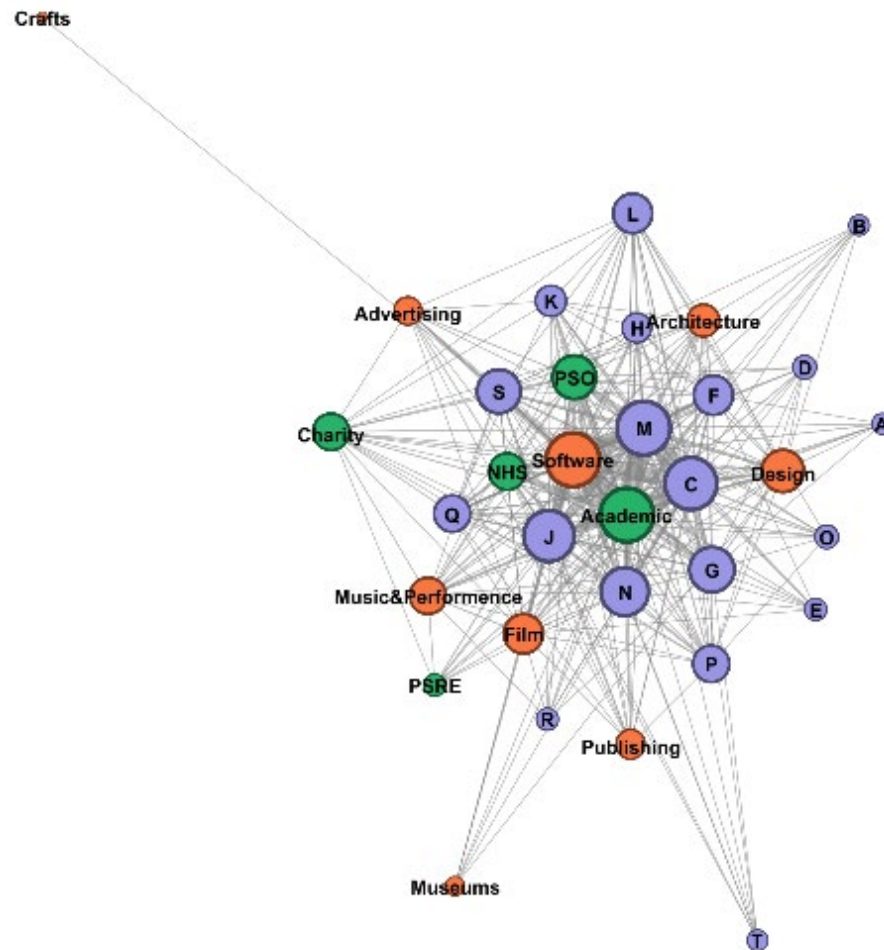 Crafts
L
B
K
Advertising
H
Architecture
PSO
D
S
F
A
M
Charity
Software
NHS
Design
C
Q
Academic
J
O
G
N
Music&Performence
E
Film
P
PSRE
R
Publishing
Museums
T